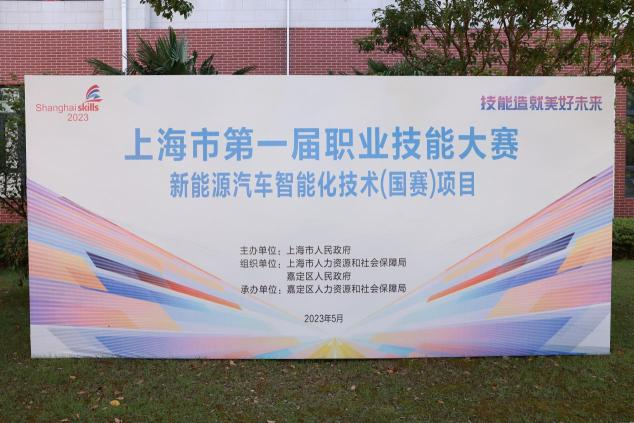 Shanghai skills
2023
技能造就美好未来
上海市第一届职业技能大赛
新能源汽车智能化技术(国赛)项目
主办单位：上海市人民政府
组织单位：上海市人力资源和社会保障局
嘉定区人民政府
承办单位：嘉定区人力资源和社会保障局
2023年5月